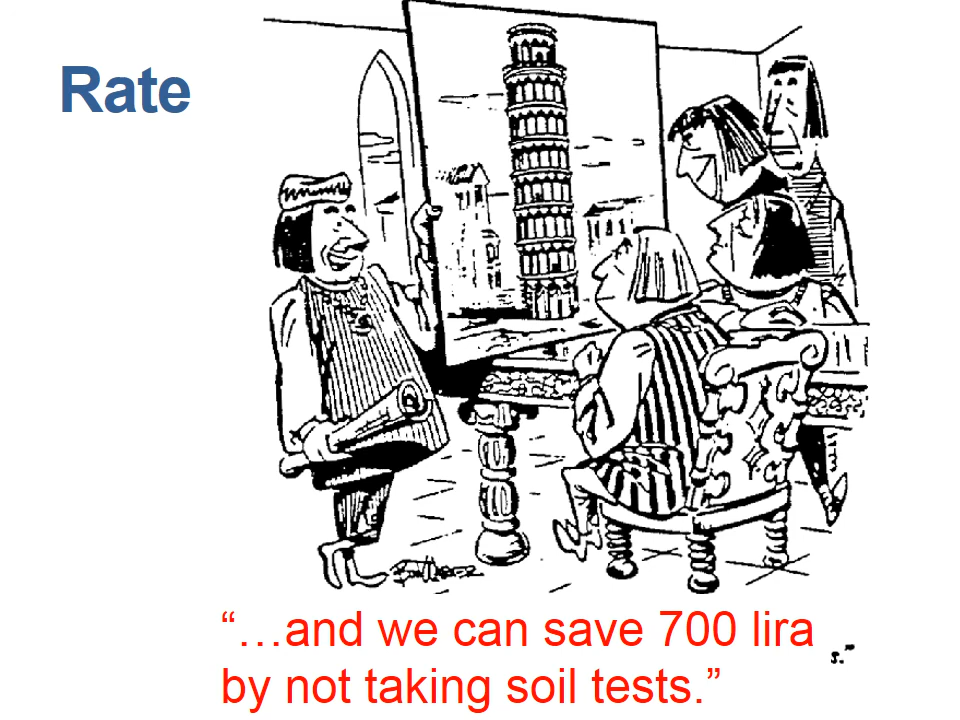 Rate
“…and we can save 700 lira
by not taking soil tests.”
s.”